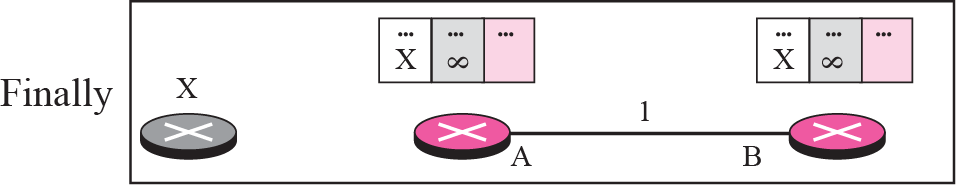 ... ... ... ... ... ...
X ∞ X ∞
Finally
X
1
A B